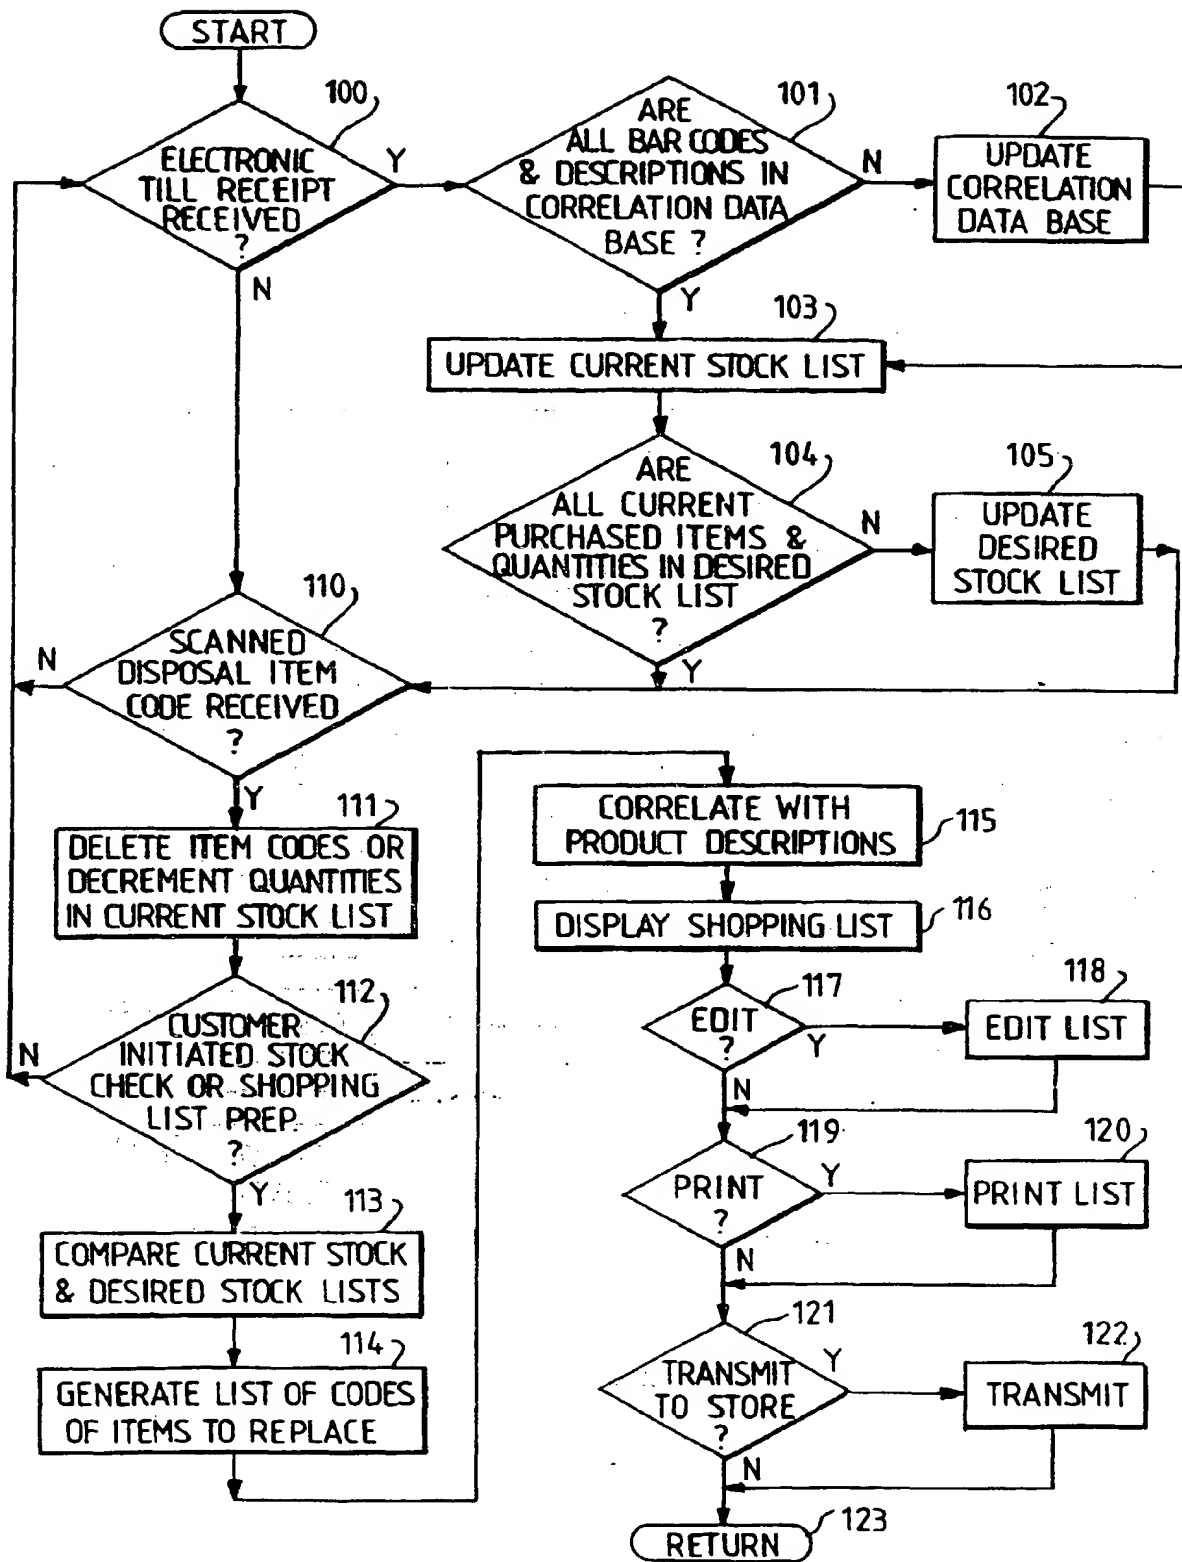 START
100
ELECTRONIC
TILL RECEIPT
RECEIVED
?
Y
N
101
ARE
ALL BAR CODES
& DESCRIPTIONS IN
CORRELATION DATA
BASE ?
N
Y
102
UPDATE
CORRELATION
DATA BASE
103
UPDATE CURRENT STOCK LIST
104
ARE
ALL CURRENT
PURCHASED ITEMS &
QUANTITIES IN DESIRED
STOCK LIST
?
N
Y
105
UPDATE
DESIRED
STOCK LIST
110
SCANNED
DISPOSAL ITEM
CODE RECEIVED
?
N
Y
111
DELETE ITEM CODES OR
DECREMENT QUANTITIES
IN CURRENT STOCK LIST
112
CUSTOMER
INITIATED STOCK
CHECK OR SHOPPING
LIST PREP.
?
N
Y
113
COMPARE CURRENT STOCK
& DESIRED STOCK LISTS
114
GENERATE LIST OF CODES
OF ITEMS TO REPLACE
CORRELATE WITH
PRODUCT DESCRIPTIONS
115
DISPLAY SHOPPING LIST
116
117
EDIT
?
Y
N
118
EDIT LIST
119
PRINT
?
Y
N
120
PRINT LIST
121
TRANSMIT
TO STORE
?
Y
N
122
TRANSMIT
RETURN
123